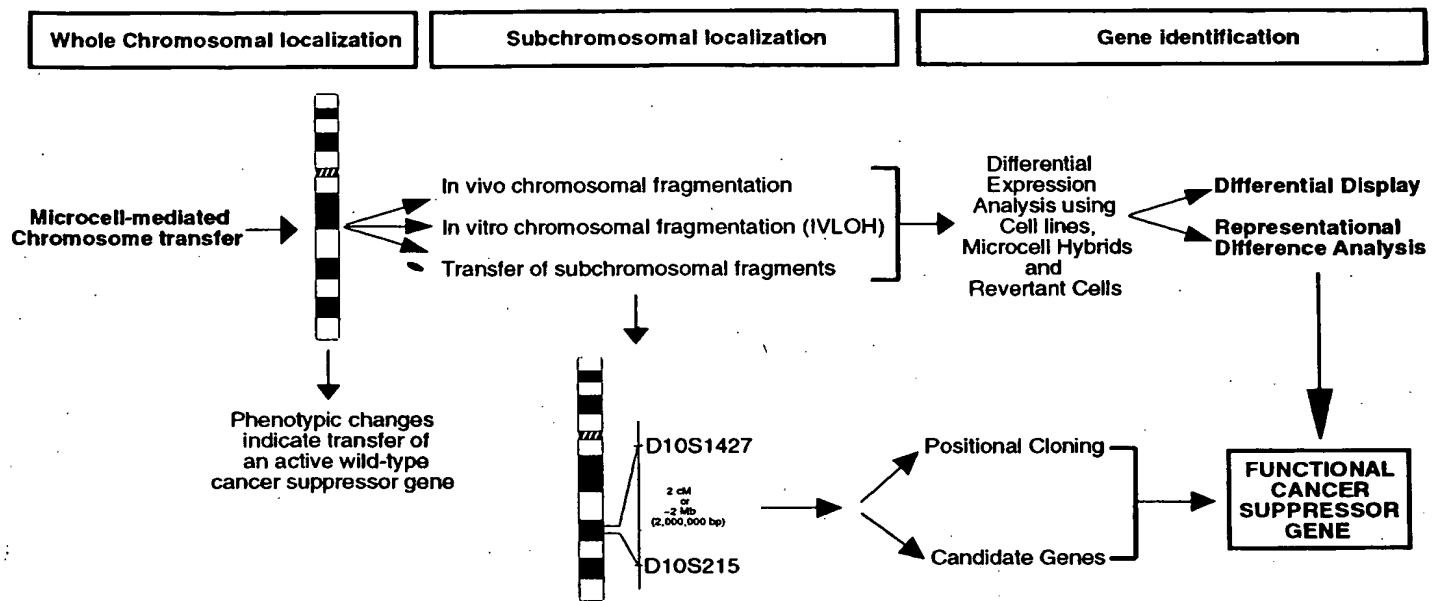 Whole Chromosomal localization
Subchromosomal localization
Gene identification
Microcell-mediated
Chromosome transfer
Phenotypic changes
indicate transfer of
an active wild-type
cancer suppressor gene
In vivo chromosomal fragmentation
In vitro chromosomal fragmentation (IVLOH)
Transfer of subchromosomal fragments
D10S1427
2 cM
or
~2 Mb
(2,000,000 bp)
D10S215
Differential
Expression
Analysis using
Cell lines,
Microcell Hybrids
and
Revertant Cells
Differential Display
Representational
Difference Analysis
Positional Cloning
Candidate Genes
FUNCTIONAL
CANCER
SUPPRESSOR
GENE